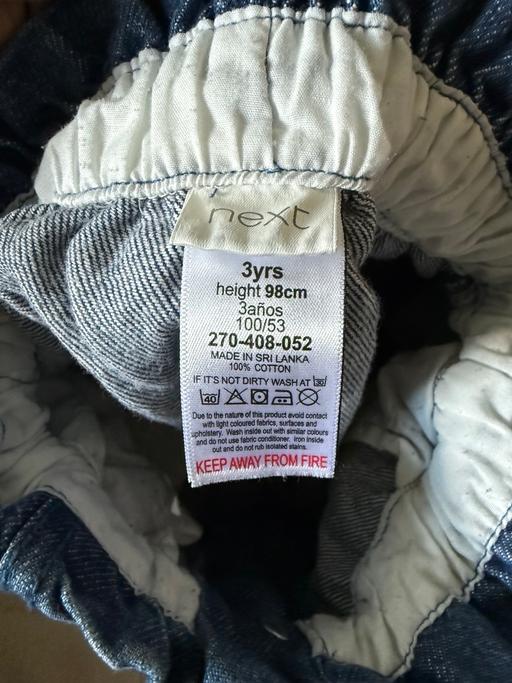 next
3yrs
height 98cm
3años
100/53
270-408-052
MADE IN SRI LANKA
100% COTTON
IF IT'S NOT DIRTY WASH AT 30
40
Due to the nature of this product avoid contact
with light coloured fabrics, surfaces and
upholstery. Wash inside out with similar colours
and do not use fabric conditioner. Iron inside
out and do not rub isolated stains.
KEEP AWAY FROM FIRE